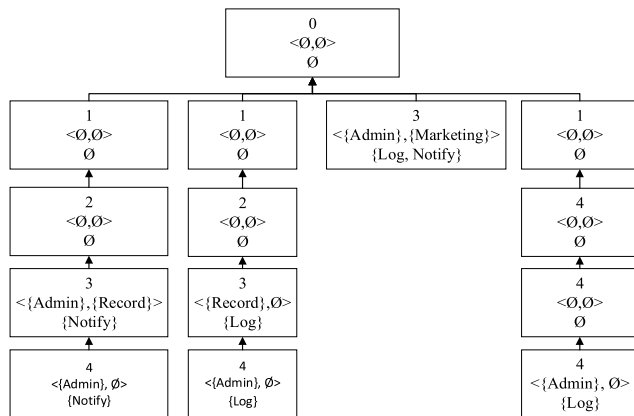 0
<Ø,Ø>
Ø
1
<Ø,Ø>
Ø
1
<Ø,Ø>
Ø
3
<{Admin},{Marketing}>
{Log, Notify}
1
<Ø,Ø>
Ø
2
<Ø,Ø>
Ø
2
<Ø,Ø>
Ø
4
<Ø,Ø>
Ø
3
<{Admin},{Record}>
{Notify}
3
<{Record},Ø>
{Log}
4
<Ø,Ø>
Ø
4
<{Admin}, Ø>
{Notify}
4
<{Admin}, Ø>
{Log}
4
<{Admin}, Ø>
{Log}